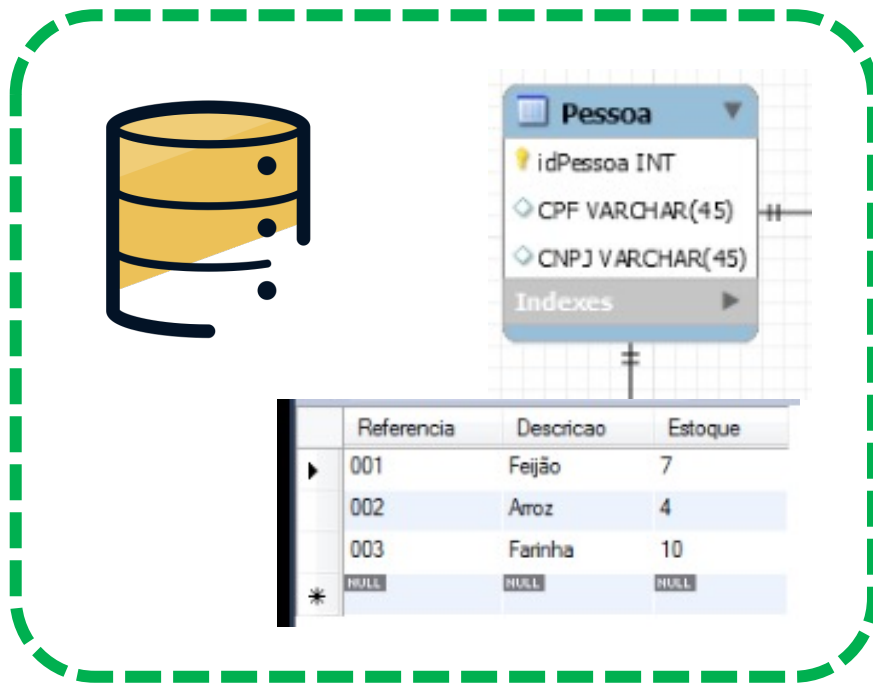 Pessoa
idPessoa INT
CPF VARCHAR(45)
CNPJ VARCHAR(45)
Indexes
Referencia Descricao Estoque
001 Feijão 7
002 Arroz 4
003 Farinha 10
NULL NULL NULL